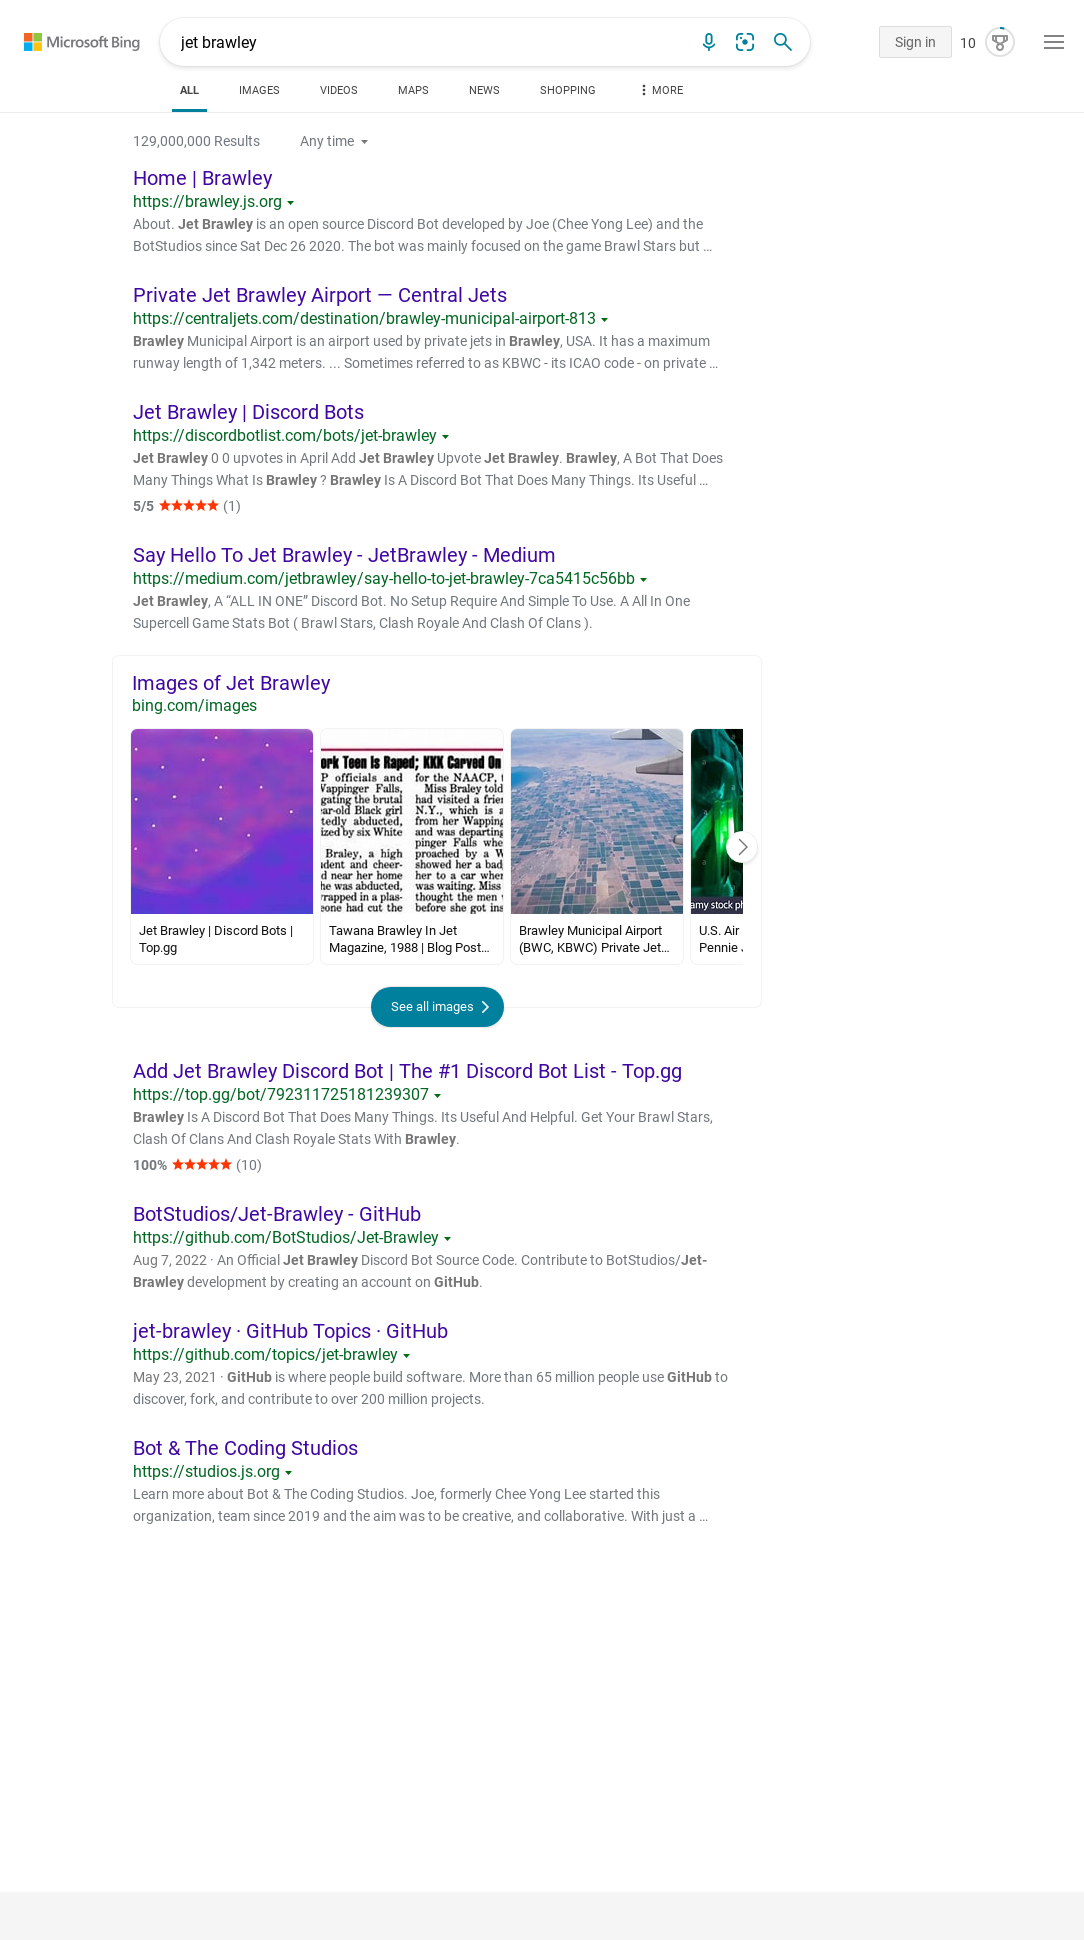 Microsoft Bing
jet brawley
Sign in
10
ALL
IMAGES
VIDEOS
MAPS
NEWS
SHOPPING
MORE
129,000,000 Results
Any time
Home | Brawley
https://brawley.js.org
About. Jet Brawley is an open source Discord Bot developed by Joe (Chee Yong Lee) and the
BotStudios since Sat Dec 26 2020. The bot was mainly focused on the game Brawl Stars but …
Private Jet Brawley Airport — Central Jets
https://centraljets.com/destination/brawley-municipal-airport-813
Brawley Municipal Airport is an airport used by private jets in Brawley, USA. It has a maximum
runway length of 1,342 meters. ... Sometimes referred to as KBWC - its ICAO code - on private …
Jet Brawley | Discord Bots
https://discordbotlist.com/bots/jet-brawley
Jet Brawley 0 0 upvotes in April Add Jet Brawley Upvote Jet Brawley. Brawley, A Bot That Does
Many Things What Is Brawley ? Brawley Is A Discord Bot That Does Many Things. Its Useful …
5/5 ★★★★★ (1)
Say Hello To Jet Brawley - JetBrawley - Medium
https://medium.com/jetbrawley/say-hello-to-jet-brawley-7ca5415c56bb
Jet Brawley, A “ALL IN ONE” Discord Bot. No Setup Require And Simple To Use. A All In One
Supercell Game Stats Bot ( Brawl Stars, Clash Royale And Clash Of Clans ).
Images of Jet Brawley
bing.com/images
ork Teen Is Raped; KKK Carved On
P officials and
Wappinger Falls,
gating the brutal
ear-old Black girl
tedly abducted,
ized by six White
Braley, a high
dent and cheer-
d near her home
he was abducted,
rapped in a plas-
eone had cut the
for the NAACP, t
Miss Braley told
had visited a frien
N.Y., which is a
from her Wapping
and was departing
pinger Falls whe
proached by a W
showed her a bad
her to a car when
was waiting. Miss
thought the men w
before she got ins
amy stock ph
Jet Brawley | Discord Bots |
Top.gg
Tawana Brawley In Jet
Magazine, 1988 | Blog Post…
Brawley Municipal Airport
(BWC, KBWC) Private Jet…
U.S. Air
Pennie
See all images
Add Jet Brawley Discord Bot | The #1 Discord Bot List - Top.gg
https://top.gg/bot/792311725181239307
Brawley Is A Discord Bot That Does Many Things. Its Useful And Helpful. Get Your Brawl Stars,
Clash Of Clans And Clash Royale Stats With Brawley.
100% ★★★★★ (10)
BotStudios/Jet-Brawley - GitHub
https://github.com/BotStudios/Jet-Brawley
Aug 7, 2022 · An Official Jet Brawley Discord Bot Source Code. Contribute to BotStudios/Jet-
Brawley development by creating an account on GitHub.
jet-brawley · GitHub Topics · GitHub
https://github.com/topics/jet-brawley
May 23, 2021 · GitHub is where people build software. More than 65 million people use GitHub to
discover, fork, and contribute to over 200 million projects.
Bot & The Coding Studios
https://studios.js.org
Learn more about Bot & The Coding Studios. Joe, formerly Chee Yong Lee started this
organization, team since 2019 and the aim was to be creative, and collaborative. With just a …